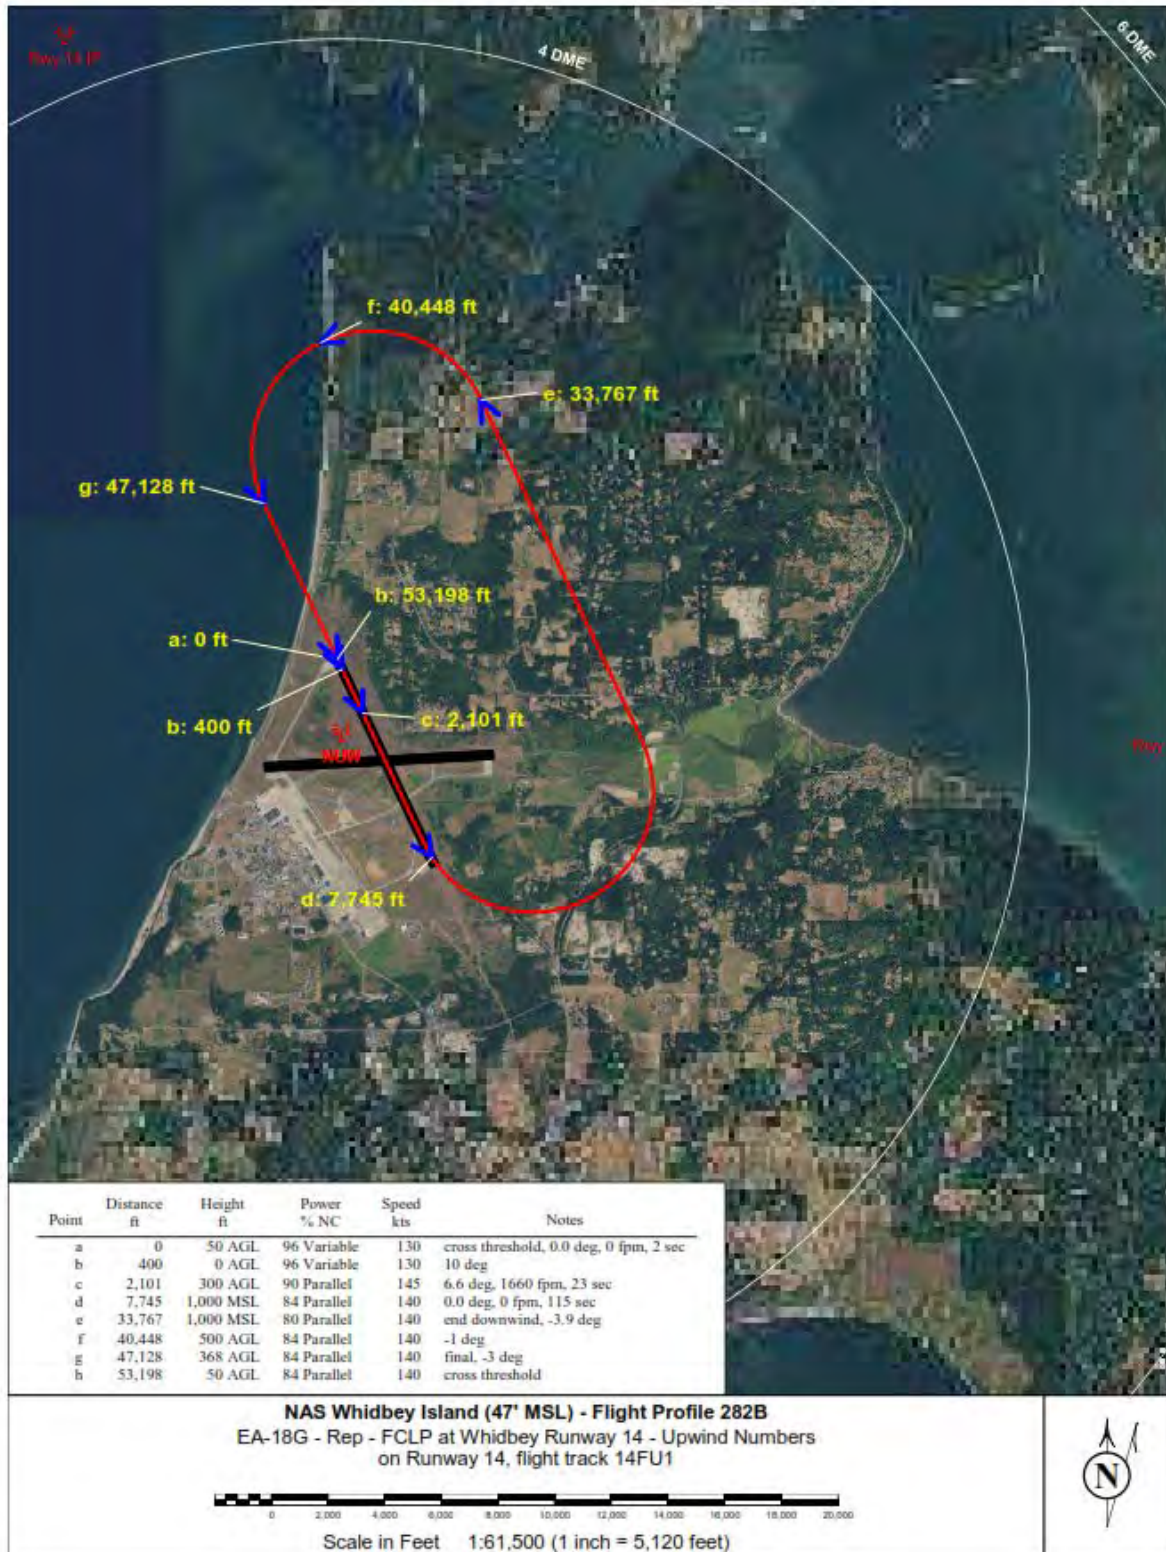 4 DME
6 DME
f: 40,448 ft
e: 33,767 ft
g: 47,128 ft
h: 53,198 ft
a: 0 ft
b: 400 ft
c: 2,101 ft
NUW
d: 7,745 ft
Point Distance ft Height ft Power % NC Speed kts Notes
a 0 50 AGL 96 Variable 130 cross threshold, 0.0 deg, 0 fpm, 2 sec
b 400 0 AGL 96 Variable 130 10 deg
c 2,101 300 AGL 90 Parallel 145 6.6 deg, 1660 fpm, 23 sec
d 7,745 1,000 MSL 84 Parallel 140 0.0 deg, 0 fpm, 115 sec
e 33,767 1,000 MSL 80 Parallel 140 end downwind, -3.9 deg
f 40,448 500 AGL 84 Parallel 140 -1 deg
g 47,128 368 AGL 84 Parallel 140 final, -3 deg
h 53,198 50 AGL 84 Parallel 140 cross threshold
NAS Whidbey Island (47' MSL) - Flight Profile 282B
EA-18G - Rep - FCLP at Whidbey Runway 14 - Upwind Numbers
on Runway 14, flight track 14FU1
0 2,000 4,000 6,000 8,000 10,000 12,000 14,000 16,000 18,000 20,000
Scale in Feet 1:61,500 (1 inch = 5,120 feet)
N